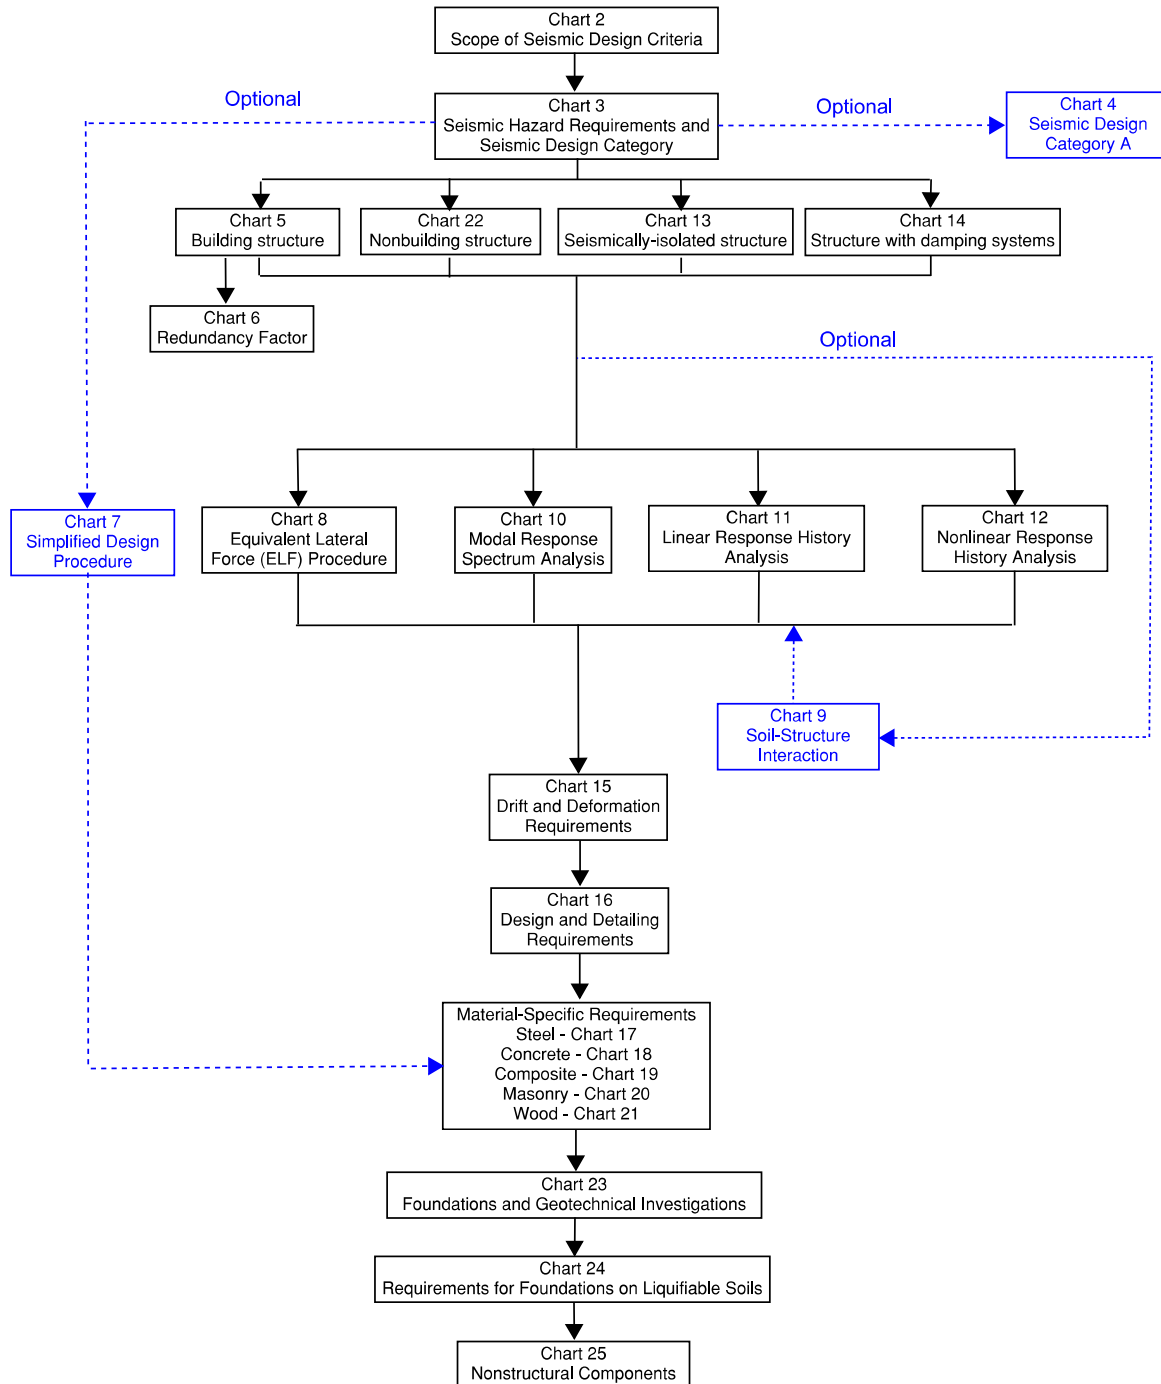 Chart 2
Scope of Seismic Design Criteria
Optional
Chart 3
Seismic Hazard Requirements and
Seismic Design Category
Optional
Chart 4
Seismic Design
Category A
Chart 5
Building structure
Chart 22
Nonbuilding structure
Chart 13
Seismically-isolated structure
Chart 14
Structure with damping systems
Chart 6
Redundancy Factor
Optional
Chart 7
Simplified Design
Procedure
Chart 8
Equivalent Lateral
Force (ELF) Procedure
Chart 10
Modal Response
Spectrum Analysis
Chart 11
Linear Response History
Analysis
Chart 12
Nonlinear Response
History Analysis
Chart 9
Soil-Structure
Interaction
Chart 15
Drift and Deformation
Requirements
Chart 16
Design and Detailing
Requirements
Material-Specific Requirements
Steel - Chart 17
Concrete - Chart 18
Composite - Chart 19
Masonry - Chart 20
Wood - Chart 21
Chart 23
Foundations and Geotechnical Investigations
Chart 24
Requirements for Foundations on Liquifiable Soils
Chart 25
Nonstructural Components